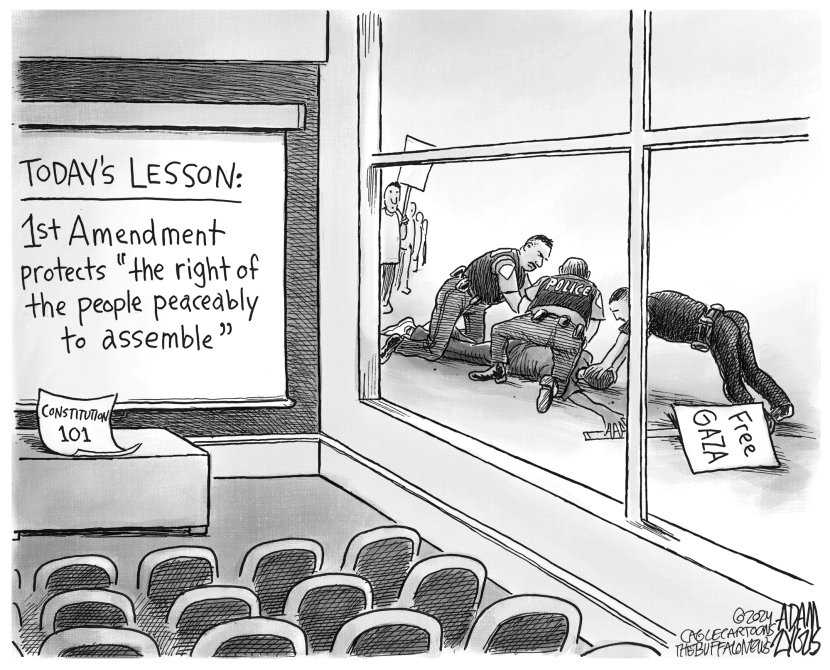 TODAY'S LESSON:
1st Amendment
protects "the right of
the people peaceably
to assemble"
CONSTITUTION
101
POLICE
Free
GAZA
©2024
CAGLECARTOONS
THEBUFFALONEWS
ADAM
ZYGLIS